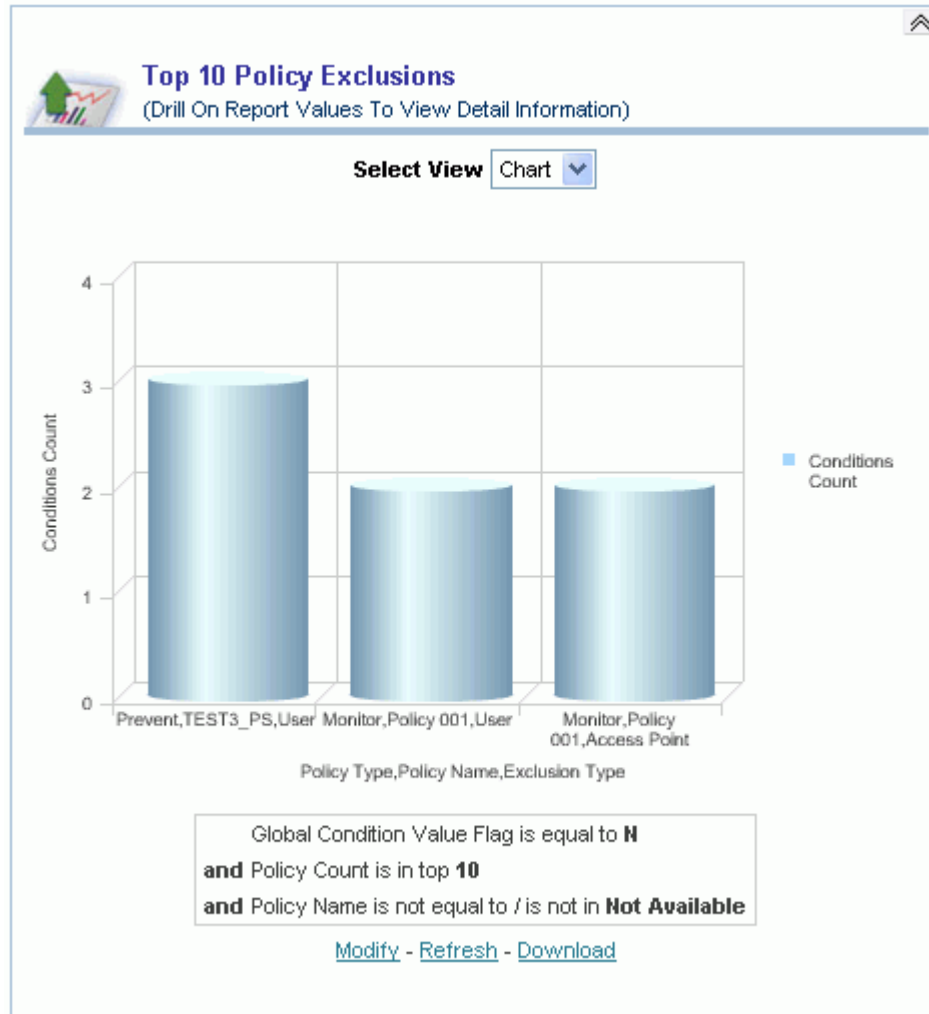 Top 10 Policy Exclusions
(Drill On Report Values To View Detail Information)
Select View Chart
4
3
2
1
0
Conditions Count
Prevent,TEST3_PS,User
Monitor,Policy 001,User
Monitor,Policy
001,Access Point
Policy Type,Policy Name,Exclusion Type
Conditions
Count
Global Condition Value Flag is equal to N
and Policy Count is in top 10
and Policy Name is not equal to / is not in Not Available
Modify - Refresh - Download